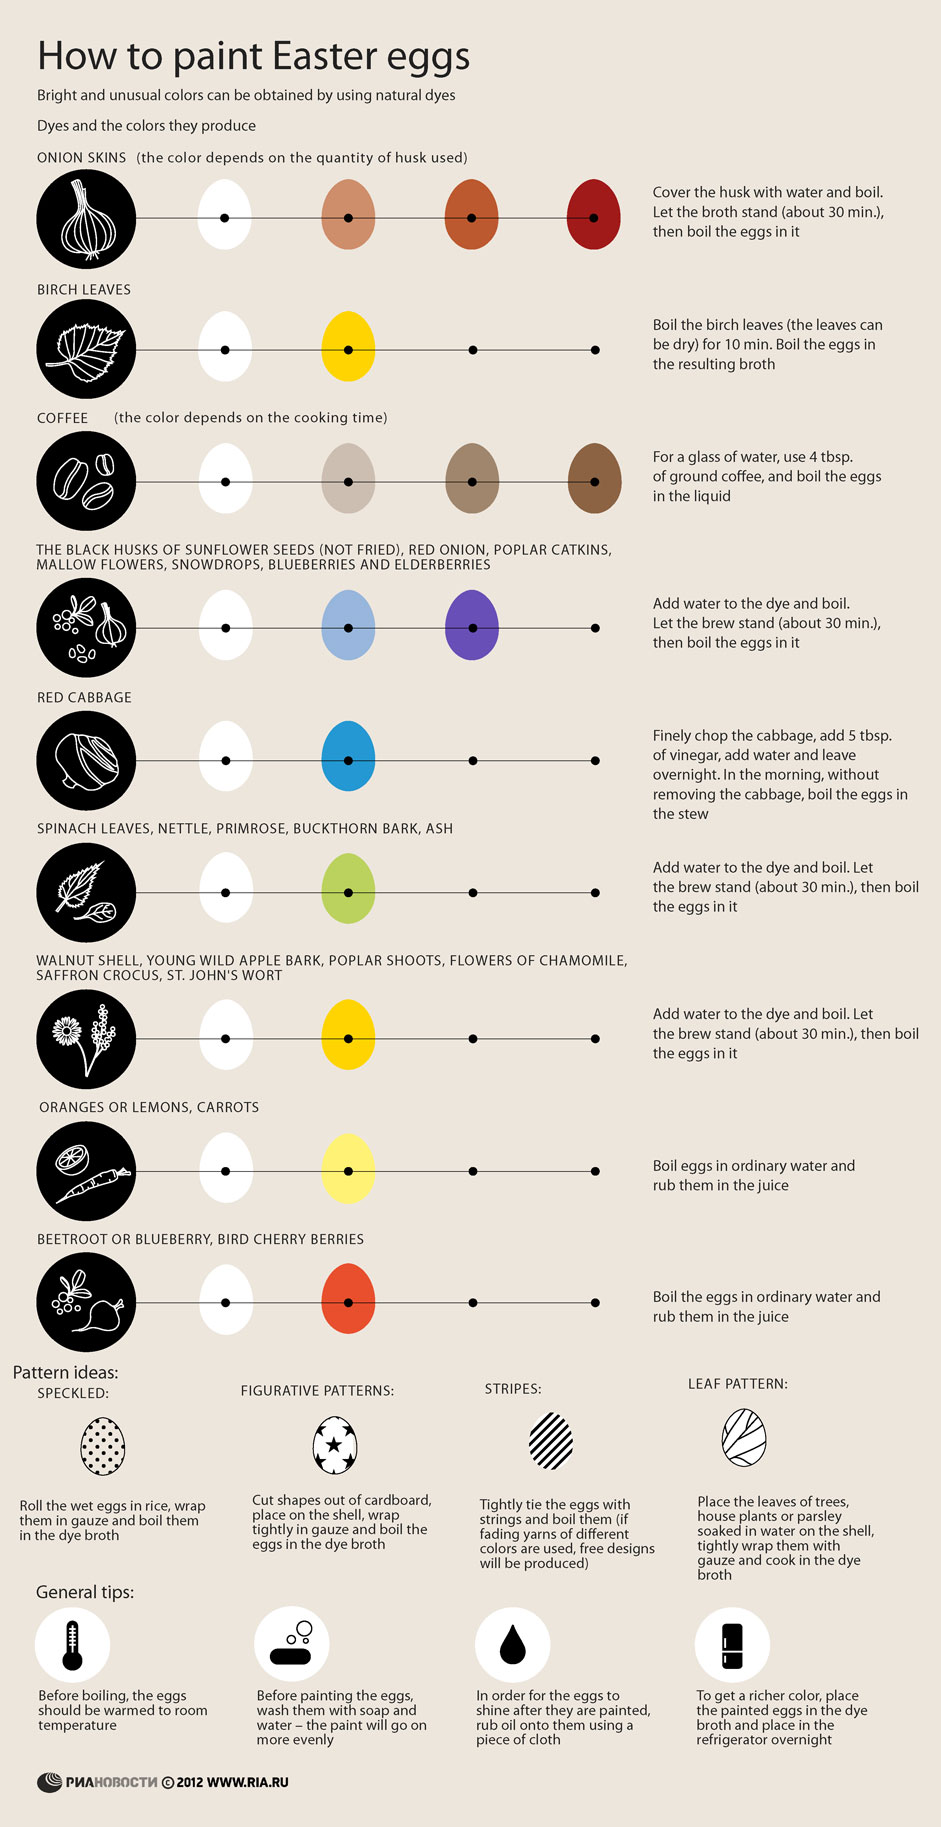 How to paint Easter eggs
Bright and unusual colors can be obtained by using natural dyes
Dyes and the colors they produce
ONION SKINS (the color depends on the quantity of husk used)
Cover the husk with water and boil.
Let the broth stand (about 30 min.),
then boil the eggs in it
BIRCH LEAVES
Boil the birch leaves (the leaves can
be dry) for 10 min. Boil the eggs in
the resulting broth
COFFEE (the color depends on the cooking time)
For a glass of water, use 4 tbsp.
of ground coffee, and boil the eggs
in the liquid
THE BLACK HUSKS OF SUNFLOWER SEEDS (NOT FRIED), RED ONION, POPLAR CATKINS,
MALLOW FLOWERS, SNOWDROPS, BLUEBERRIES AND ELDERBERRIES
Add water to the dye and boil.
Let the brew stand (about 30 min.),
then boil the eggs in it
RED CABBAGE
Finely chop the cabbage, add 5 tbsp.
of vinegar, add water and leave
overnight. In the morning, without
removing the cabbage, boil the eggs in
the stew
SPINACH LEAVES, NETTLE, PRIMROSE, BUCKTHORN BARK, ASH
Add water to the dye and boil. Let
the brew stand (about 30 min.), then boil
the eggs in it
WALNUT SHELL, YOUNG WILD APPLE BARK, POPLAR SHOOTS, FLOWERS OF CHAMOMILE,
SAFFRON CROCUS, ST. JOHN'S WORT
Add water to the dye and boil. Let
the brew stand (about 30 min.), then boil
the eggs in it
ORANGES OR LEMONS, CARROTS
Boil eggs in ordinary water and
rub them in the juice
BEETROOT OR BLUEBERRY, BIRD CHERRY BERRIES
Boil the eggs in ordinary water and
rub them in the juice
Pattern ideas:
SPECKLED:
Roll the wet eggs in rice, wrap
them in gauze and boil them
in the dye broth
FIGURATIVE PATTERNS:
Cut shapes out of cardboard,
place on the shell, wrap
tightly in gauze and boil the
eggs in the dye broth
STRIPES:
Tightly tie the eggs with
strings and boil them (if
fading yarns of different
colors are used, free designs
will be produced)
LEAF PATTERN:
Place the leaves of trees,
house plants or parsley
soaked in water on the shell,
tightly wrap them with
gauze and cook in the dye
broth
General tips:
Before boiling, the eggs
should be warmed to room
temperature
Before painting the eggs,
wash them with soap and
water – the paint will go on
more evenly
In order for the eggs to
shine after they are painted,
rub oil onto them using a
piece of cloth
To get a richer color, place
the painted eggs in the dye
broth and place in the
refrigerator overnight
РИАНОВОСТИ © 2012 WWW.RIA.RU